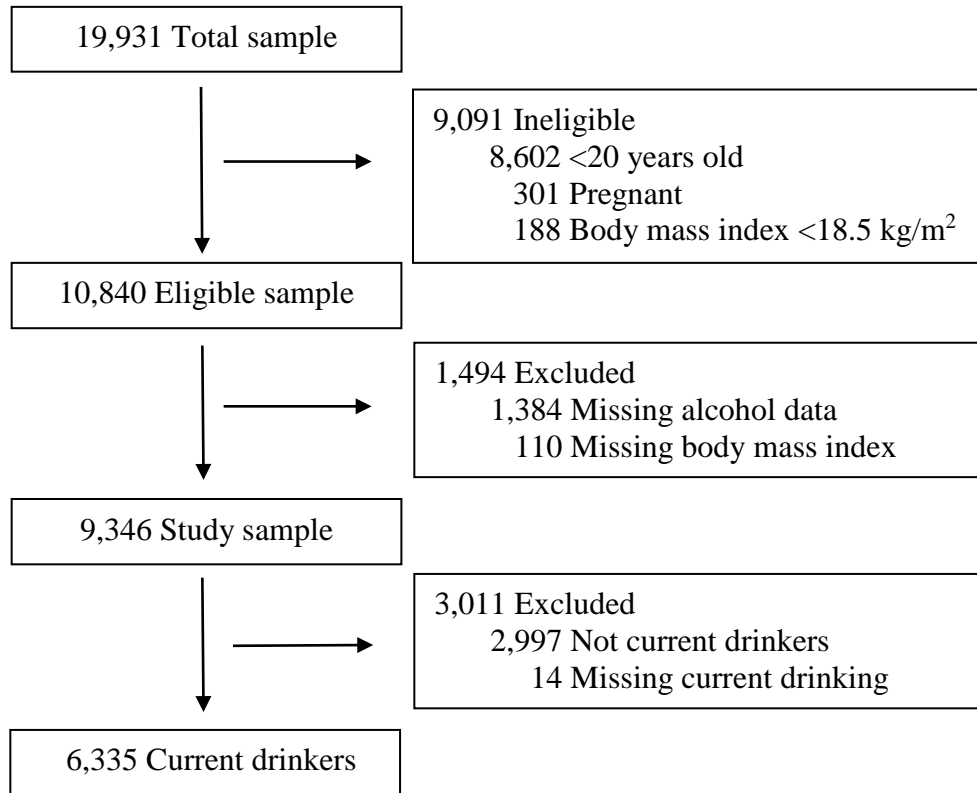 19,931 Total sample
9,091 Ineligible
8,602 <20 years old
301 Pregnant
188 Body mass index <18.5 kg/m²
10,840 Eligible sample
1,494 Excluded
1,384 Missing alcohol data
110 Missing body mass index
9,346 Study sample
3,011 Excluded
2,997 Not current drinkers
14 Missing current drinking
6,335 Current drinkers